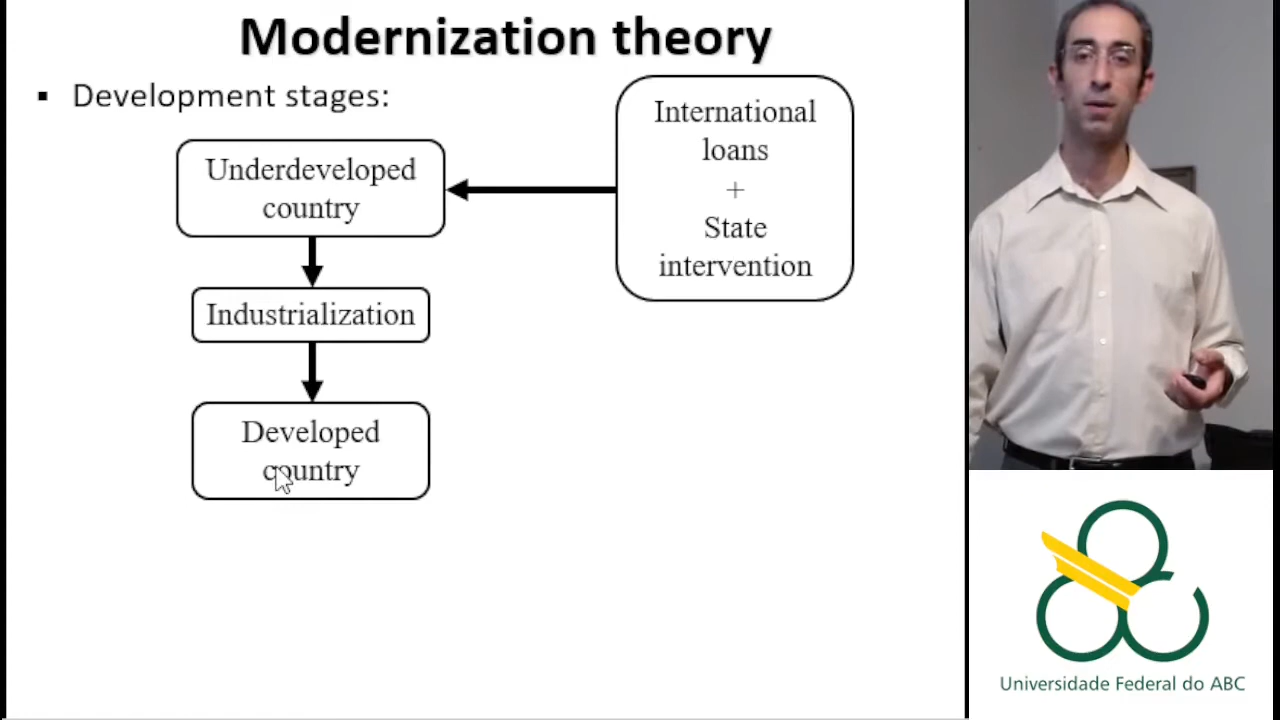 Modernization theory
▪ Development stages:
Underdeveloped
country
International
loans
+
State
intervention
Industrialization
Developed
country
Universidade Federal do ABC